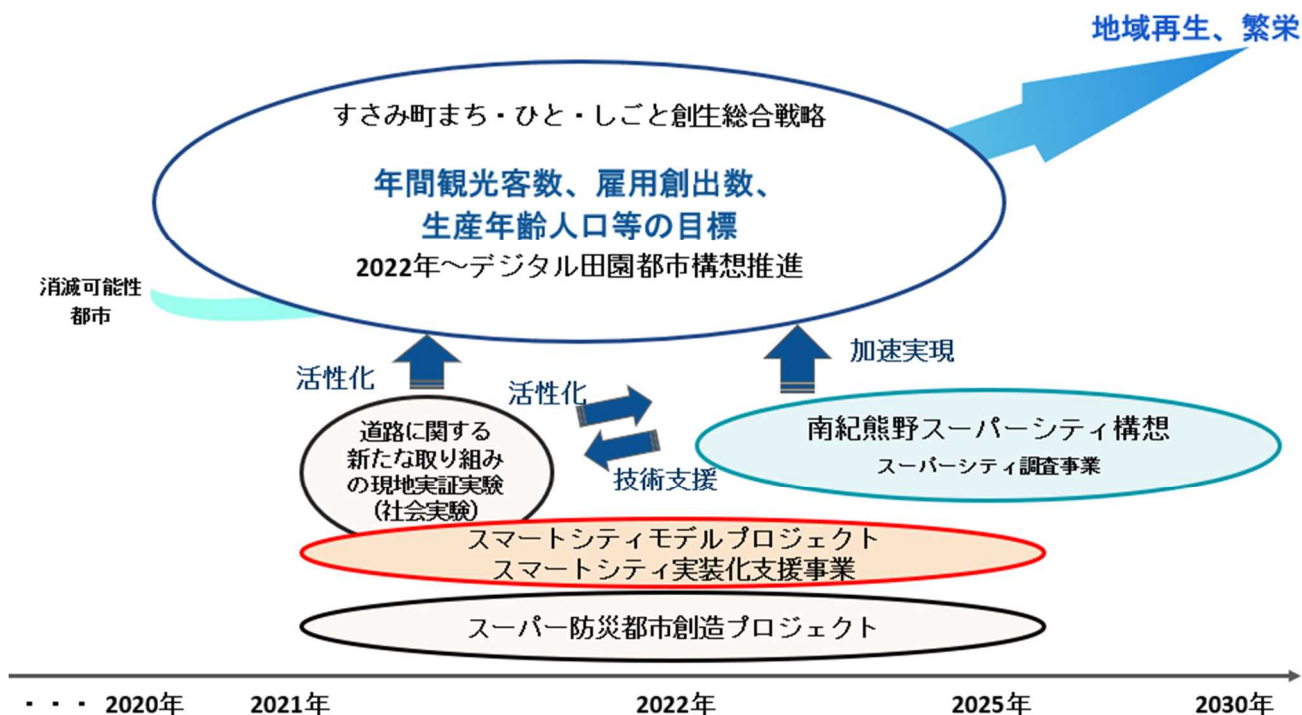 地域再生、繁栄
すさみ町まち・ひと・しごと創生総合戦略
年間観光客数、雇用創出数、
生産年齢人口等の目標
2022年～デジタル田園都市構想推進
消滅可能性
都市
活性化
活性化
加速実現
道路に関する
新たな取り組み
の現地実証実験
（社会実験）
技術支援
南紀熊野スーパーシティ構想
スーパーシティ調査事業
スマートシティモデルプロジェクト
スマートシティ実装化支援事業
スーパー防災都市創造プロジェクト
・・・ 2020年 2021年 2022年 2025年 2030年